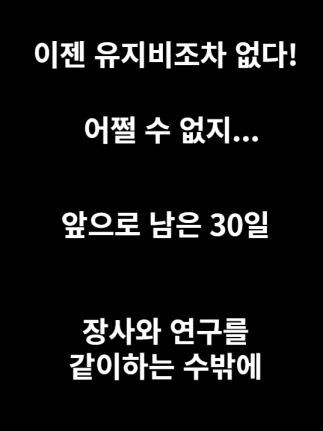 이젠 유지비조차 없다!
어쩔 수 없지...
앞으로 남은 30일
장사와 연구를
같이하는 수밖에